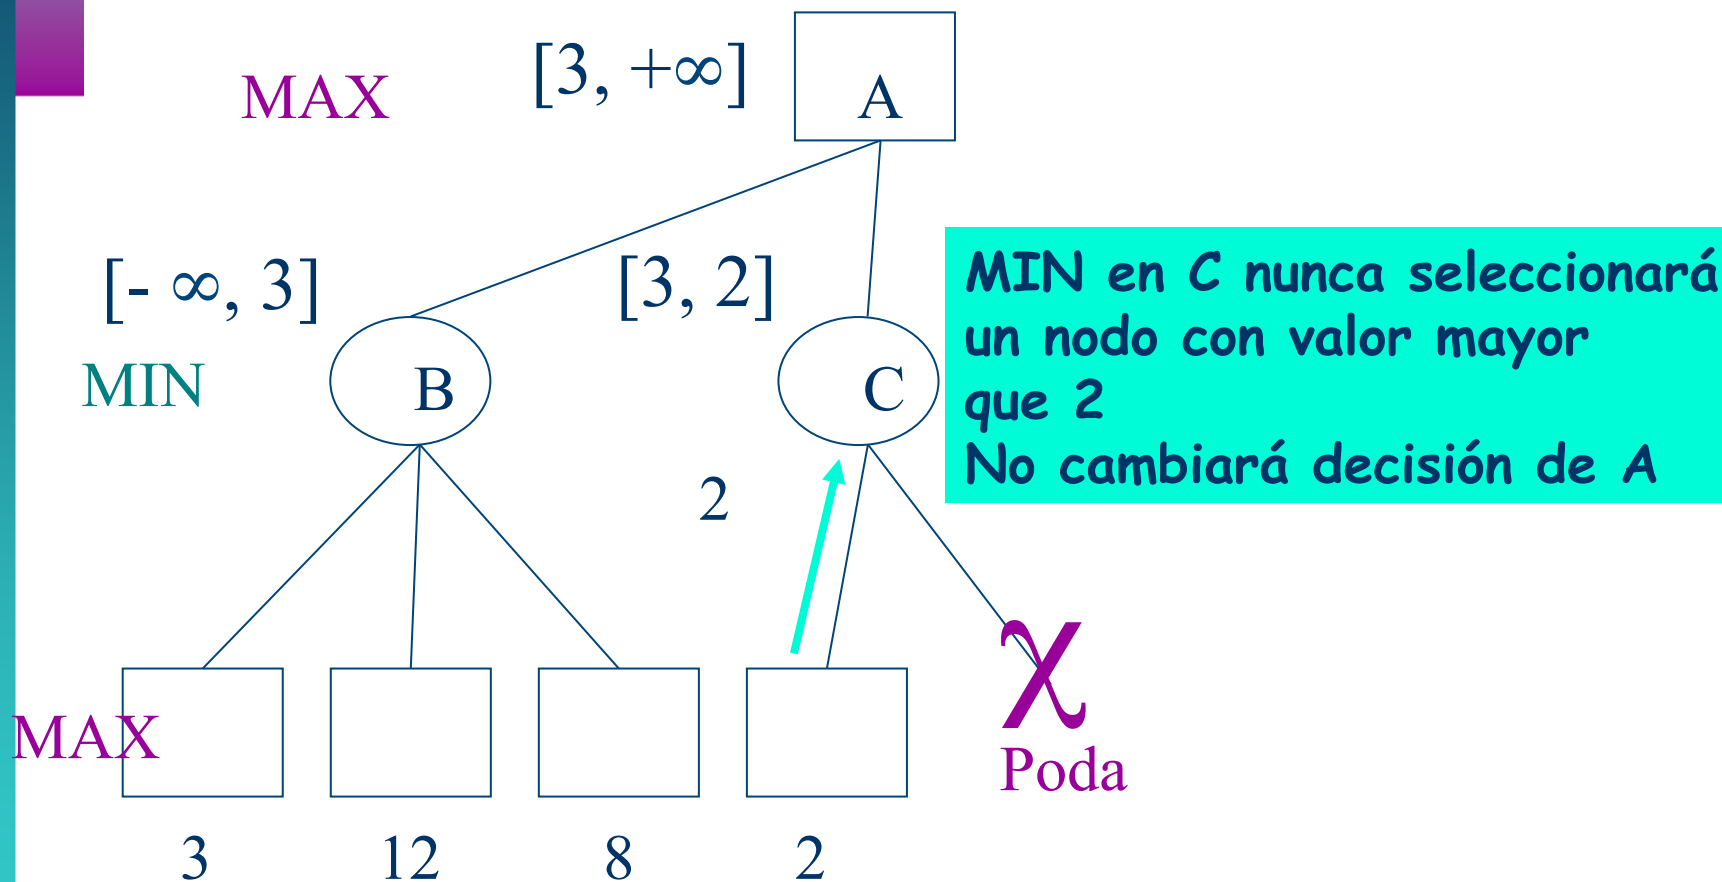 MAX
[3, +∞]
A
[- ∞, 3]
[3, 2]
MIN
B
C
MIN en C nunca seleccionará
un nodo con valor mayor
que 2
No cambiará decisión de A
2
χ
MAX
Poda
3
12
8
2